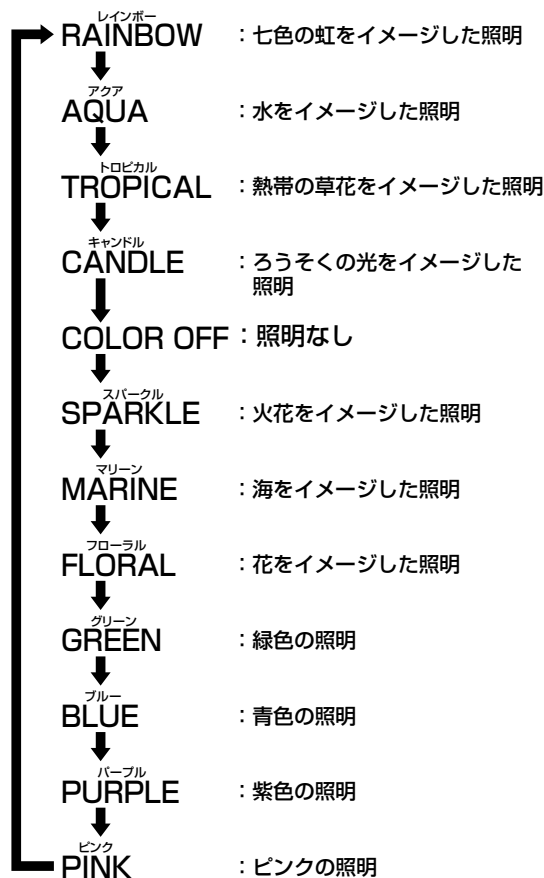 レインボー
RAINBOW ：七色の虹をイメージした照明
アクア
AQUA ：水をイメージした照明
トロピカル
TROPICAL ：熱帯の草花をイメージした照明
キャンドル
CANDLE ：ろうそくの光をイメージした
照明
COLOR OFF：照明なし
スパークル
SPARKLE ：火花をイメージした照明
マリーン
MARINE ：海をイメージした照明
フローラル
FLORAL ：花をイメージした照明
グリーン
GREEN ：緑色の照明
ブルー
BLUE ：青色の照明
パープル
PURPLE ：紫色の照明
ピンク
PINK ：ピンクの照明